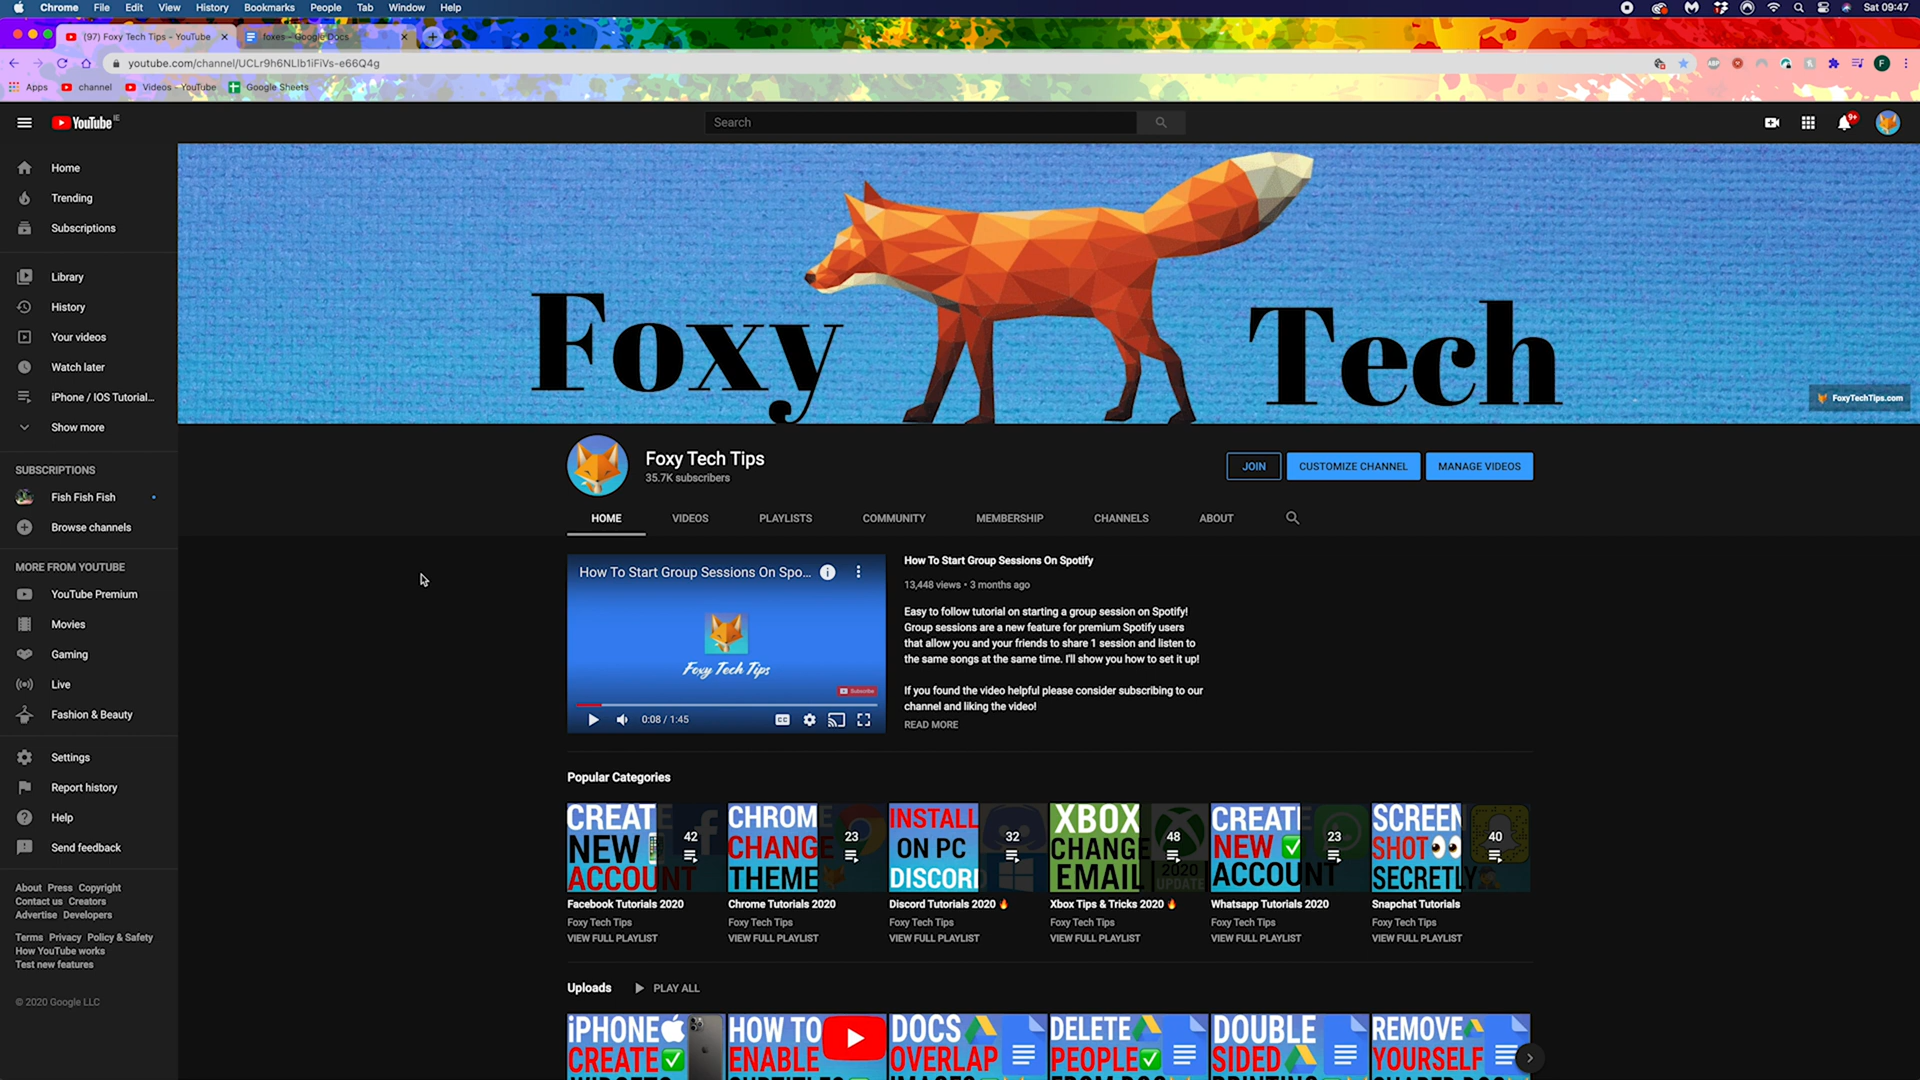 Chrome File Edit View History Bookmarks People Tab Window Help Sat 09:47
(97) Foxy Tech Tips - YouTube
foxes - Google Docs
youtube.com/channel/UCLr9h6NLIb1iFiVs-e66Q4g
Apps channel Videos - YouTube Google Sheets
YouTube IE
Search
9+
Home
Trending
Subscriptions
Library
History
Your videos
Watch later
iPhone / IOS Tutorial...
Show more
SUBSCRIPTIONS
Fish Fish Fish
Browse channels
MORE FROM YOUTUBE
YouTube Premium
Movies
Gaming
Live
Fashion & Beauty
Settings
Report history
Help
Send feedback
About Press Copyright
Contact us Creators
Advertise Developers
Terms Privacy Policy & Safety
How YouTube works
Test new features
© 2020 Google LLC
Foxy Tech
FoxyTechTips.com
Foxy Tech Tips
35.7K subscribers
JOIN CUSTOMIZE CHANNEL MANAGE VIDEOS
HOME VIDEOS PLAYLISTS COMMUNITY MEMBERSHIP CHANNELS ABOUT
How To Start Group Sessions On Spo...
Foxy Tech Tips
Subscribe
0:08 / 1:45
CC
How To Start Group Sessions On Spotify
13,448 views • 3 months ago
Easy to follow tutorial on starting a group session on Spotify!
Group sessions are a new feature for premium Spotify users
that allow you and your friends to share 1 session and listen to
the same songs at the same time. I'll show you how to set it up!
If you found the video helpful please consider subscribing to our
channel and liking the video!
READ MORE
Popular Categories
CREATE
NEW
ACCOUNT
42
Facebook Tutorials 2020
Foxy Tech Tips
VIEW FULL PLAYLIST
CHROME
CHANGE
THEME
23
Chrome Tutorials 2020
Foxy Tech Tips
VIEW FULL PLAYLIST
INSTALL
ON PC
DISCORD
32
Discord Tutorials 2020🔥
Foxy Tech Tips
VIEW FULL PLAYLIST
XBOX
CHANGE
EMAIL
2020
UPDATE
48
Xbox Tips & Tricks 2020🔥
Foxy Tech Tips
VIEW FULL PLAYLIST
CREATE
NEW
ACCOUNT
23
Whatsapp Tutorials 2020
Foxy Tech Tips
VIEW FULL PLAYLIST
SCREEN
SHOT
SECRETLY
40
Snapchat Tutorials
Foxy Tech Tips
VIEW FULL PLAYLIST
Uploads PLAY ALL
iPHONE
CREATE
HOW TO
ENABLE
DOCS
OVERLAP
DELETE
PEOPLE
DOUBLE
SIDED
REMOVE
YOURSELF